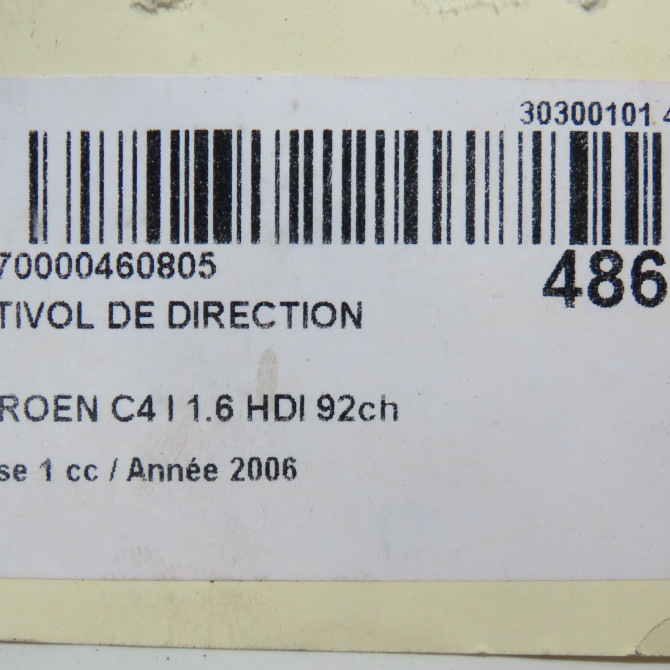 30300101 4
70000460805
486
TIVOL DE DIRECTION
ROEN C4 I 1.6 HDI 92ch
se 1 cc / Année 2006